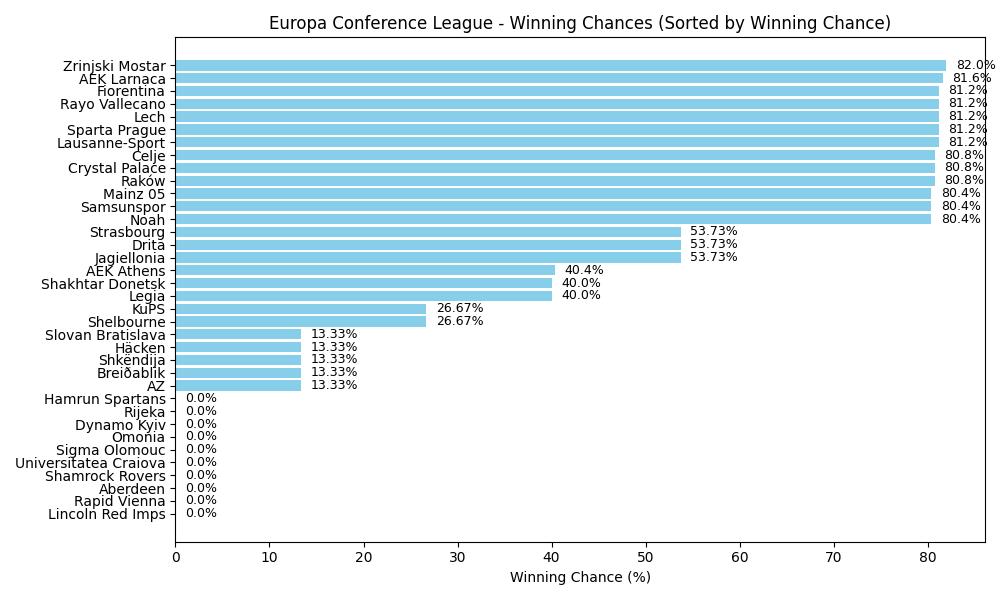 Europa Conference League - Winning Chances (Sorted by Winning Chance)
Zrinjski Mostar 82.0%
AEK Larnaca 81.6%
Fiorentina 81.2%
Rayo Vallecano 81.2%
Lech 81.2%
Sparta Prague 81.2%
Lausanne-Sport 81.2%
Celje 80.8%
Crystal Palace 80.8%
Raków 80.8%
Mainz 05 80.4%
Samsunspor 80.4%
Noah 80.4%
Strasbourg 53.73%
Drita 53.73%
Jagiellonia 53.73%
AEK Athens 40.4%
Shakhtar Donetsk 40.0%
Legia 40.0%
KuPS 26.67%
Shelbourne 26.67%
Slovan Bratislava 13.33%
Häcken 13.33%
Shkëndija 13.33%
Breiðablik 13.33%
AZ 13.33%
Hamrun Spartans 0.0%
Rijeka 0.0%
Dynamo Kyiv 0.0%
Omonia 0.0%
Sigma Olomouc 0.0%
Universitatea Craiova 0.0%
Shamrock Rovers 0.0%
Aberdeen 0.0%
Rapid Vienna 0.0%
Lincoln Red Imps 0.0%
0 10 20 30 40 50 60 70 80
Winning Chance (%)